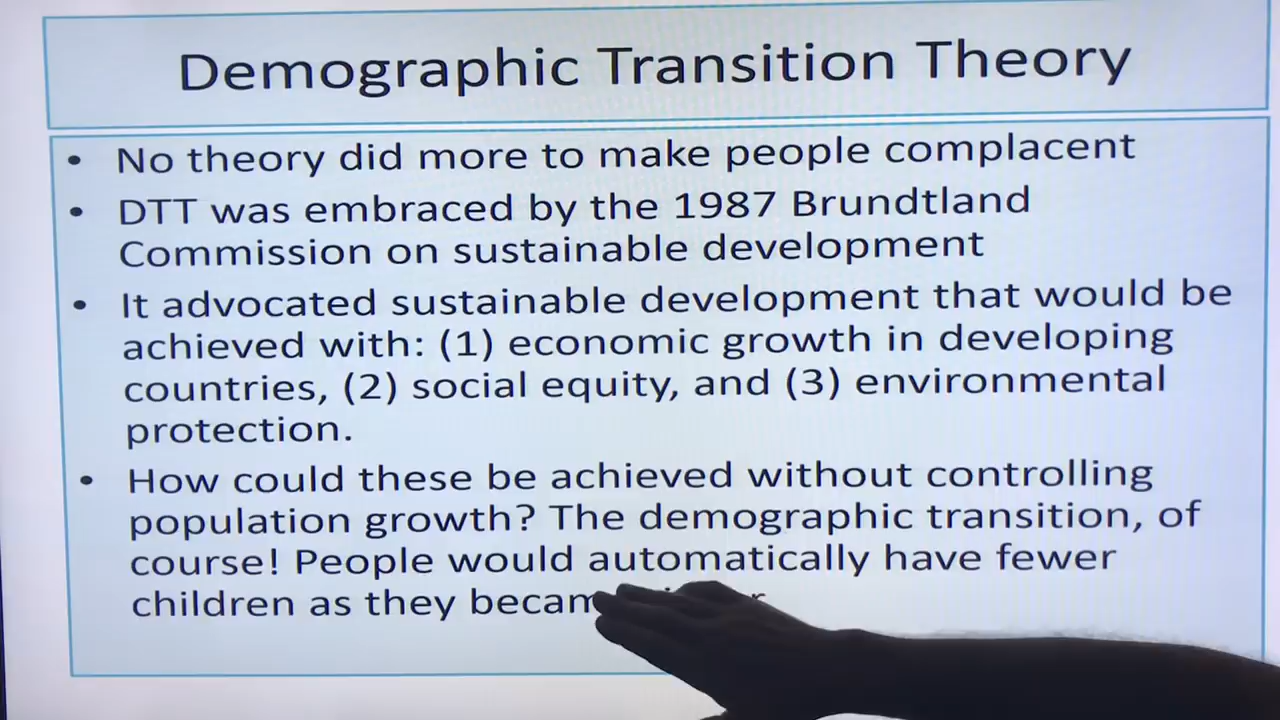 Demographic Transition Theory
• No theory did more to make people complacent
• DTT was embraced by the 1987 Brundtland
Commission on sustainable development
• It advocated sustainable development that would be
achieved with: (1) economic growth in developing
countries, (2) social equity, and (3) environmental
protection.
• How could these be achieved without controlling
population growth? The demographic transition, of
course! People would automatically have fewer
children as they